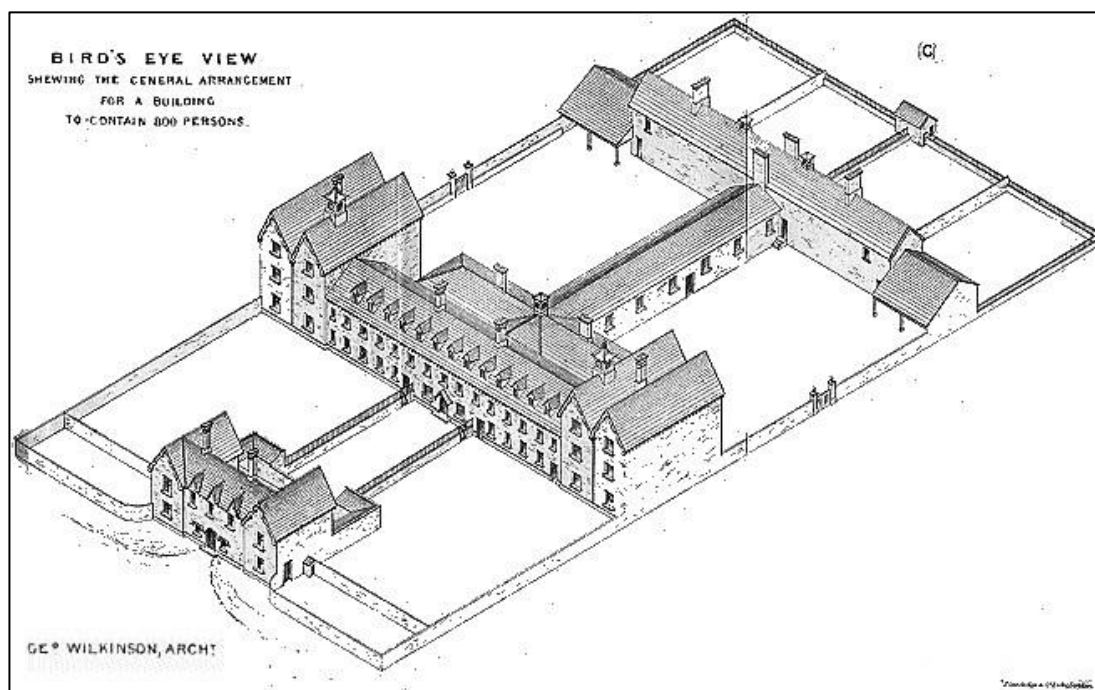 BIRD'S EYE VIEW
SHEWING THE GENERAL ARRANGEMENT
FOR A BUILDING
TO CONTAIN 800 PERSONS.
(C)
GEO WILKINSON, ARCHT